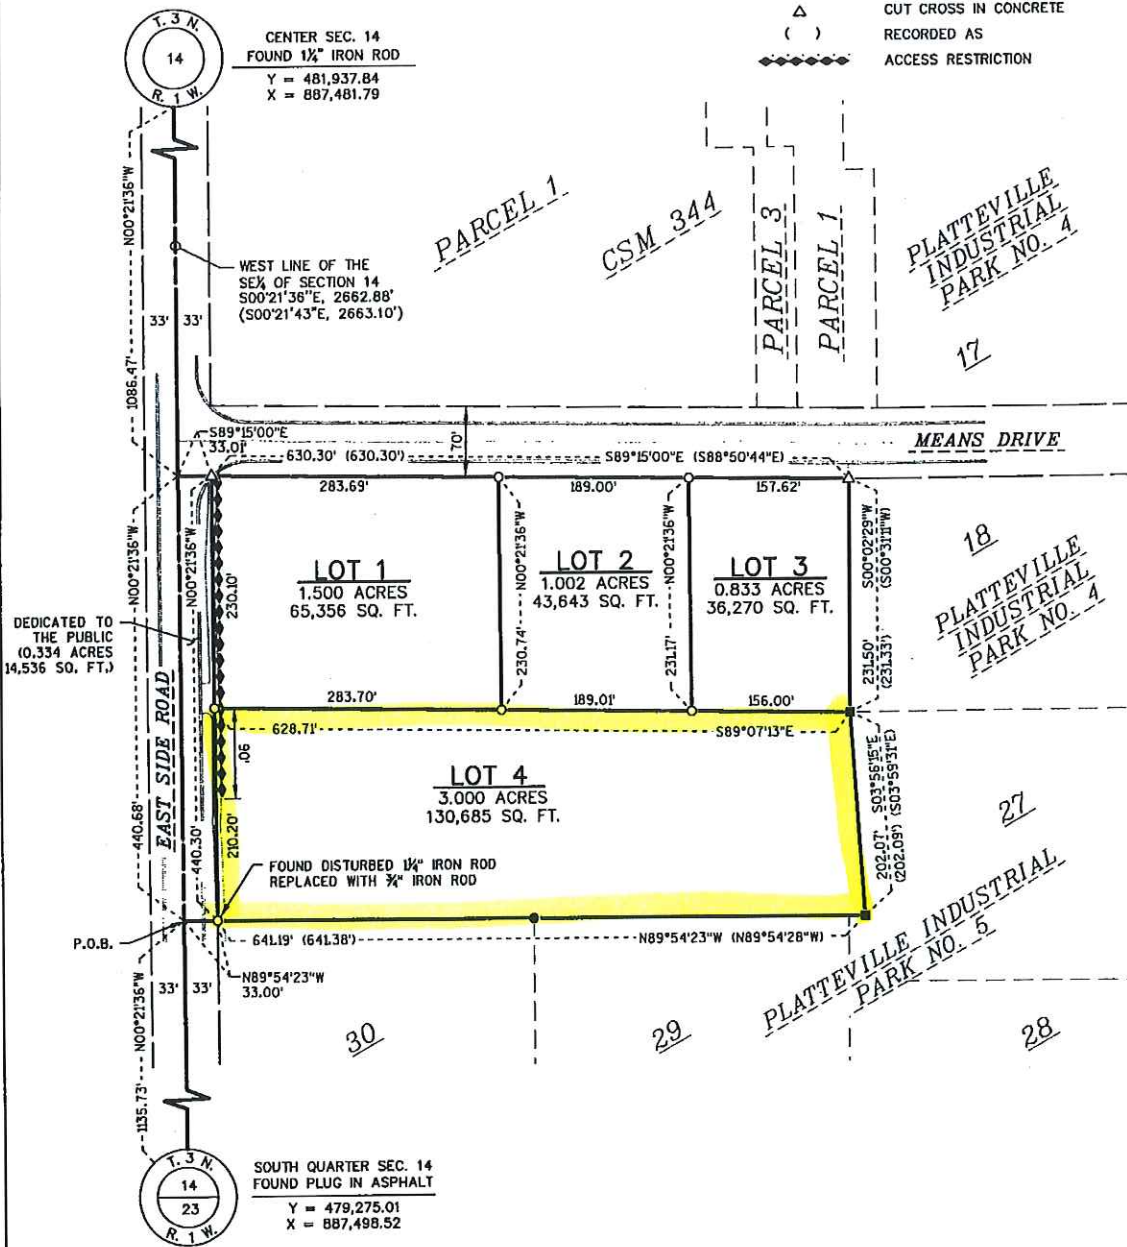 T. 3 N.
14
R. 1 W.
CENTER SEC. 14
FOUND 1¼" IRON ROD
Y = 481,937.84
X = 887,481.79
CUT CROSS IN CONCRETE
( ) RECORDED AS
ACCESS RESTRICTION
N00°21'36"W
1086.47'
PARCEL 1
CSM 344
PARCEL 3
PARCEL 1
PLATTEVILLE
INDUSTRIAL
PARK NO. 4
17
WEST LINE OF THE
SE¼ OF SECTION 14
S00°21'36"E, 2662.88'
(S00°21'43"E, 2663.10')
33' 33'
S89°15'00"E
33.01'
70'
MEANS DRIVE
630.30' (630.30')
S89°15'00"E (S88°50'44"E)
283.69'
189.00'
157.62'
N00°21'36"W
440.68'
N00°21'36"W
440.30'
230.10'
LOT 1
1.500 ACRES
65,356 SQ. FT.
N00°21'36"W
230.74'
LOT 2
1.002 ACRES
43,643 SQ. FT.
N00°21'36"W
231.17'
LOT 3
0.833 ACRES
36,270 SQ. FT.
S00°02'29"W
(S00°31'11"W)
231.50'
(231.33')
18
PLATTEVILLE
INDUSTRIAL
PARK NO. 4
DEDICATED TO
THE PUBLIC
(0.334 ACRES
14,536 SQ. FT.)
EAST SIDE ROAD
283.70'
189.01'
156.00'
628.71'
S89°07'13"E
90'
210.20'
LOT 4
3.000 ACRES
130,685 SQ. FT.
S03°56'15"E
(S03°59'31"E)
202.07'
(202.09')
27
FOUND DISTURBED 1¼" IRON ROD
REPLACED WITH ¾" IRON ROD
P.O.B.
641.19' (641.38')
N89°54'23"W (N89°54'28"W)
N89°54'23"W
33.00'
33' 33'
N00°21'36"W
1135.73'
30
29
PLATTEVILLE INDUSTRIAL
PARK NO. 5
28
T. 3 N.
14
23
R. 1 W.
SOUTH QUARTER SEC. 14
FOUND PLUG IN ASPHALT
Y = 479,275.01
X = 887,498.52